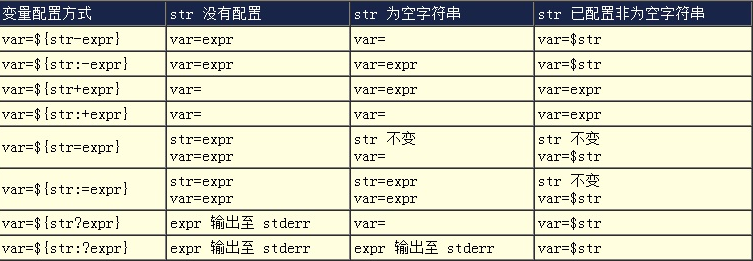 变量配置方式 str 没有配置 str 为空字符串 str 已配置非为空字符串
var=${str-expr} var=expr var= var=$str
var=${str:-expr} var=expr var=expr var=$str
var=${str+expr} var= var=expr var=expr
var=${str:+expr} var= var= var=expr
var=${str=expr} str=expr str 不变 str 不变
var=expr var= var=$str
var=${str:=expr} str=expr str=expr str 不变
var=expr var=expr var=$str
var=${str?expr} expr 输出至 stderr var= var=$str
var=${str:?expr} expr 输出至 stderr expr 输出至 stderr var=$str